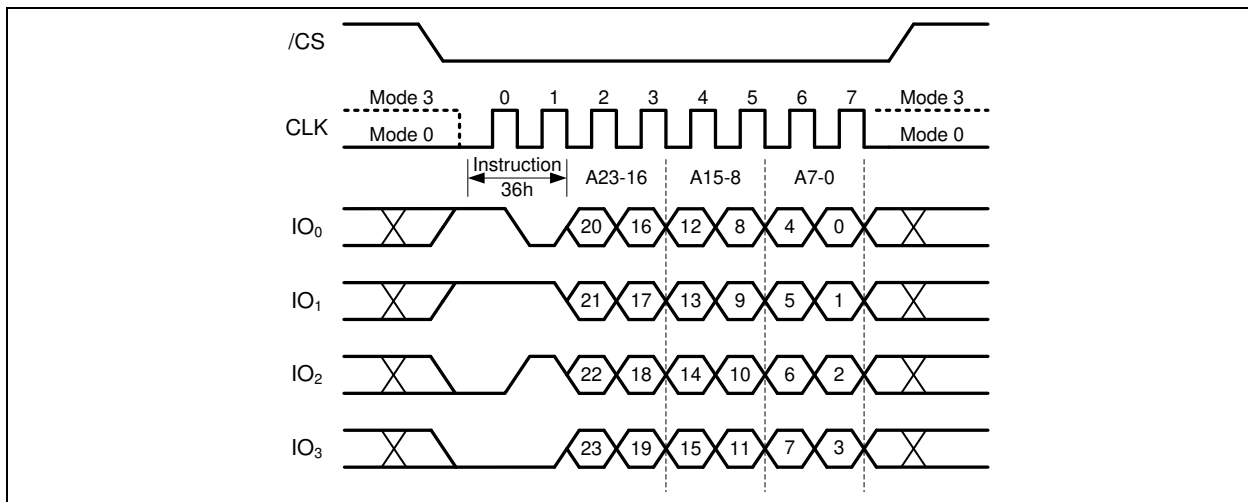 /CS
Mode 3 0 1 2 3 4 5 6 7 Mode 3
CLK
Mode 0 Mode 0
Instruction
36h
A23-16 A15-8 A7-0
IO₀ 20 16 12 8 4 0
IO₁ 21 17 13 9 5 1
IO₂ 22 18 14 10 6 2
IO₃ 23 19 15 11 7 3